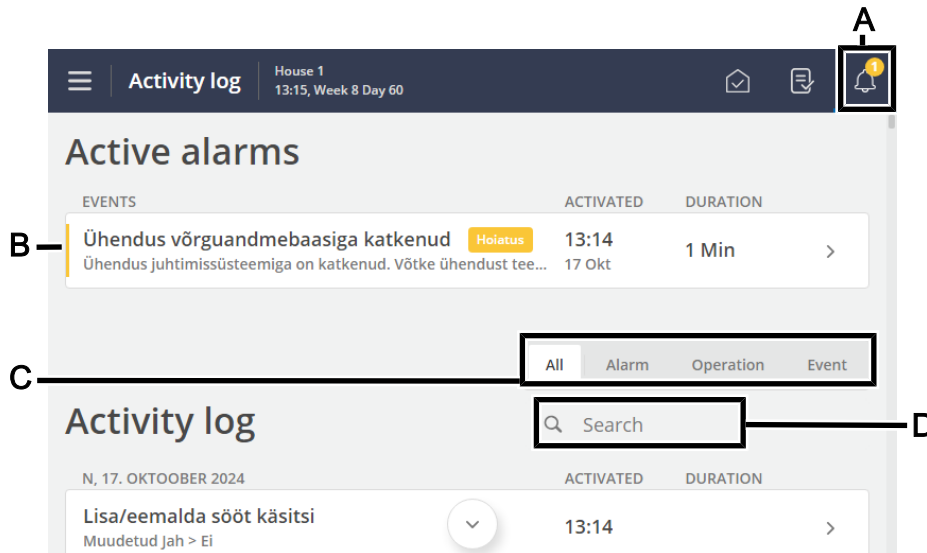 A
Activity log
House 1
13:15, Week 8 Day 60
1
Active alarms
EVENTS ACTIVATED DURATION
B
Ühendus võrguandmebaasiga katkenud Hoiatus 13:14 1 Min
Ühendus juhtimissüsteemiga on katkenud. Võtke ühendust tee... 17 Okt
C
All Alarm Operation Event
Activity log Search
D
N, 17. OKTOOBER 2024 ACTIVATED DURATION
Lisa/eemalda sööt käsitsi 13:14
Muudetud Jah > Ei